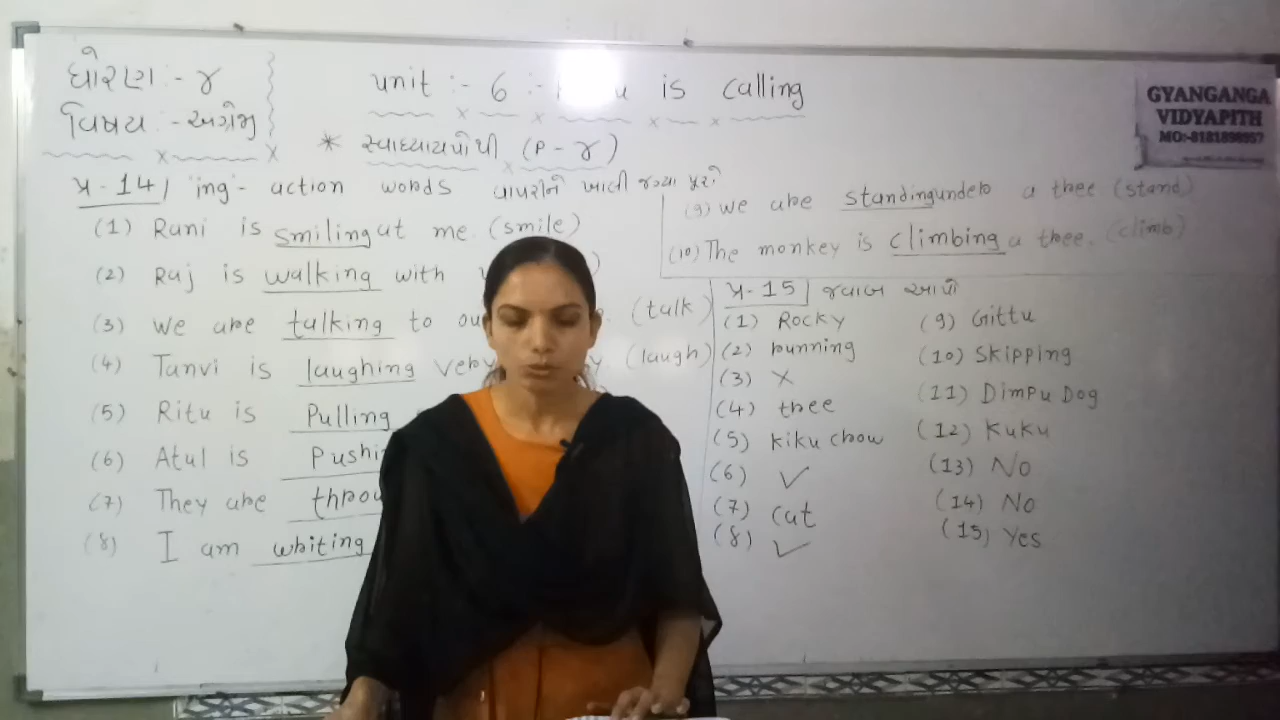 ધોરણ :- ૪
વિષય :- અંગ્રેજી
unit :- 6 :- is calling
* સ્વાધ્યાયપોથી (P - ૪)
GYANGANGA
VIDYAPITH
MO:-8181898957
પ્ર - 14 / 'ing' - action words વાપરીને ખાલી જગ્યા પુરો
(1) Rani is smiling at me. (smile)
(2) Raj is walking with
(3) we are talking to (talk)
(4) Tanvi is laughing very (laugh)
(5) Ritu is Pulling
(6) Atul is
(7) They are
(8) I am writing
(9) we are standing under a tree (stand)
(10) The monkey is climbing a tree. (climb)
પ્ર - 15 જવાબ આપો
(1) Rocky
(2) running
(3) X
(4) tree
(5) kiku chow
(6) ✓
(7) cat
(8) ✓
(9) Gittu
(10) Skipping
(11) Dimpu Dog
(12) Kuku
(13) No
(14) No
(15) Yes